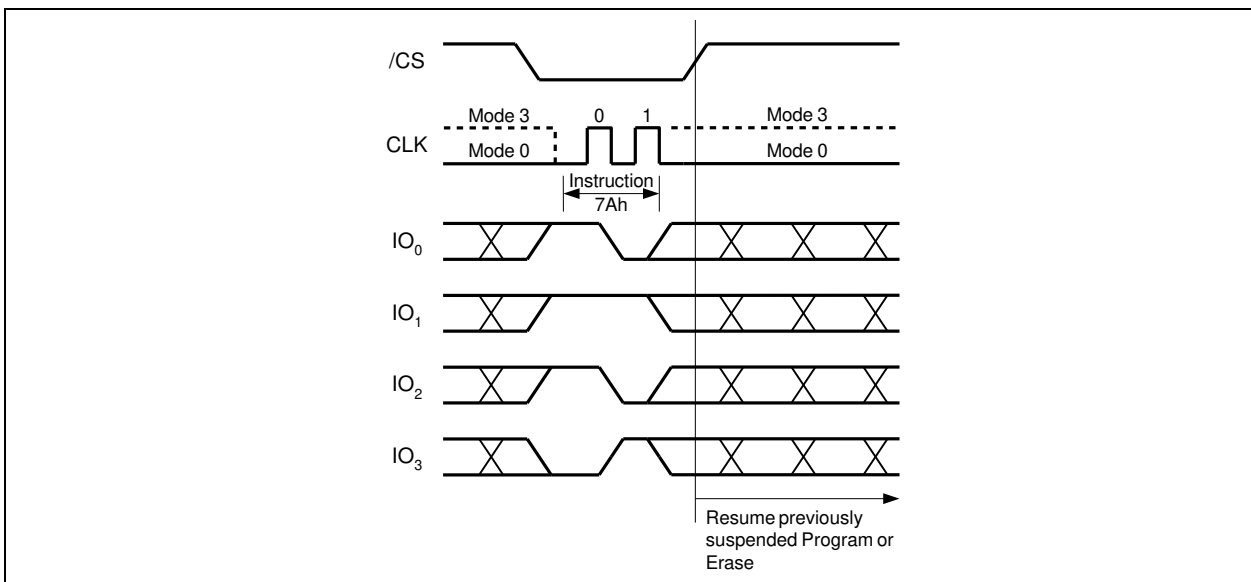 /CS
Mode 3 0 1 Mode 3
CLK
Mode 0 Mode 0
Instruction
7Ah
IO0
IO1
IO2
IO3
Resume previously
suspended Program or
Erase